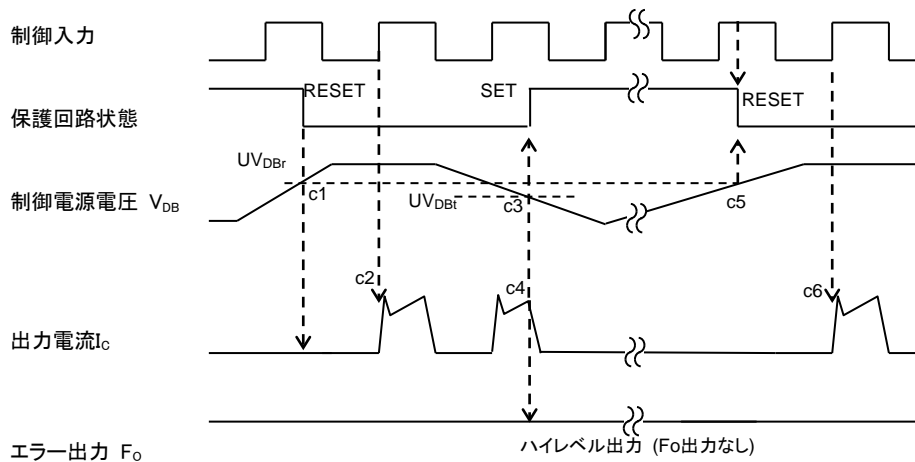 制御入力
RESET
SET
RESET
保護回路状態
UVDBr
制御電源電圧 VDB
c1
UVDBt
c3
c5
c2
c4
c6
出力電流Ic
ハイレベル出力 (Fo出力なし)
エラー出力 Fo